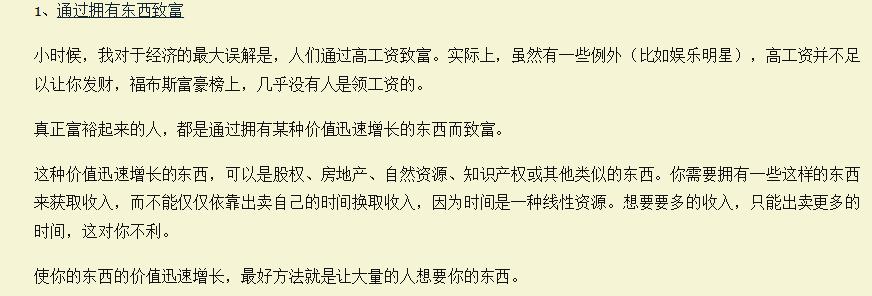 1、通过拥有东西致富
小时候，我对于经济的最大误解是，人们通过高工资致富。实际上，虽然有一些例外（比如娱乐明星），高工资并不足
以让你发财，福布斯富豪榜上，几乎没有人是领工资的。
真正富裕起来的人，都是通过拥有某种价值迅速增长的东西而致富。
这种价值迅速增长的东西，可以是股权、房地产、自然资源、知识产权或其他类似的东西。你需要拥有一些这样的东西
来获取收入，而不能仅仅依靠出卖自己的时间换取收入，因为时间是一种线性资源。想要要多的收入，只能出卖更多的
时间，这对你不利。
使你的东西的价值迅速增长，最好方法就是让大量的人想要你的东西。